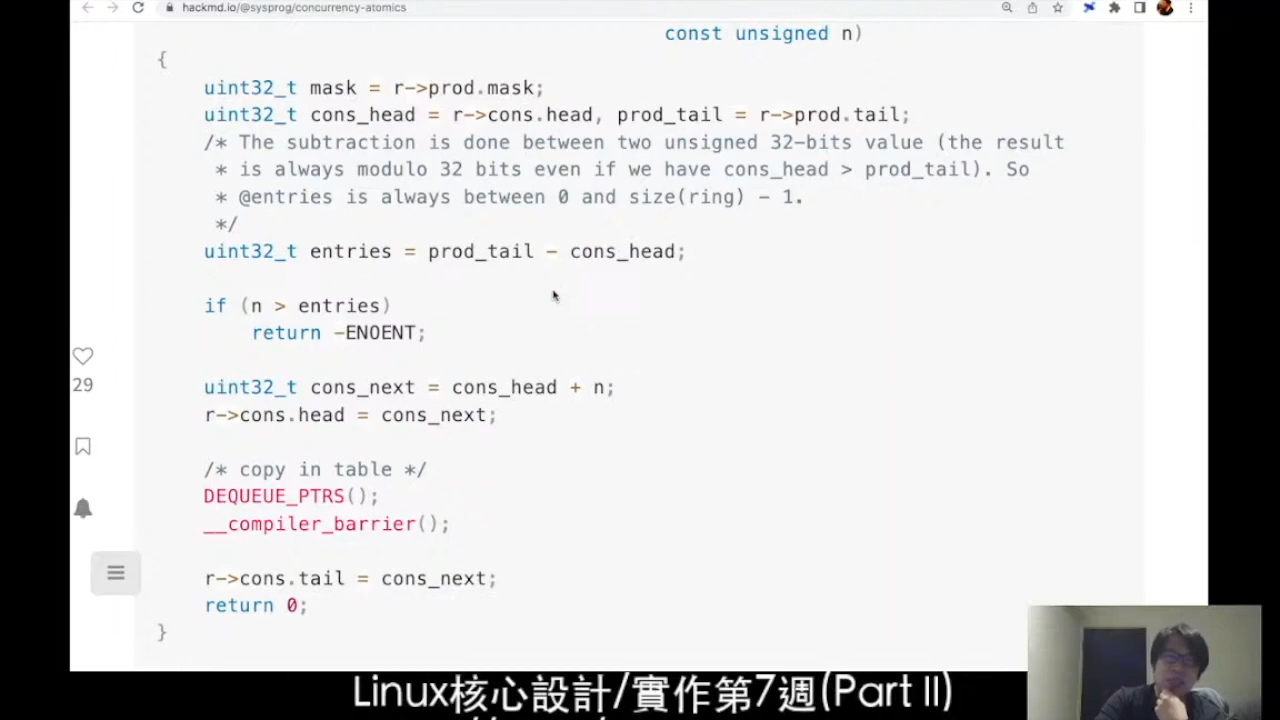 hackmd.io/@sysprog/concurrency-atomics
const unsigned n)
{
uint32_t mask = r->prod.mask;
uint32_t cons_head = r->cons.head, prod_tail = r->prod.tail;
/* The subtraction is done between two unsigned 32-bits value (the result
* is always modulo 32 bits even if we have cons_head > prod_tail). So
* @entries is always between 0 and size(ring) - 1.
*/
uint32_t entries = prod_tail - cons_head;
if (n > entries)
return -ENOENT;
29
uint32_t cons_next = cons_head + n;
r->cons.head = cons_next;
/* copy in table */
DEQUEUE_PTRS();
__compiler_barrier();
r->cons.tail = cons_next;
return 0;
}
Linux核心設計/實作第7週(Part II)